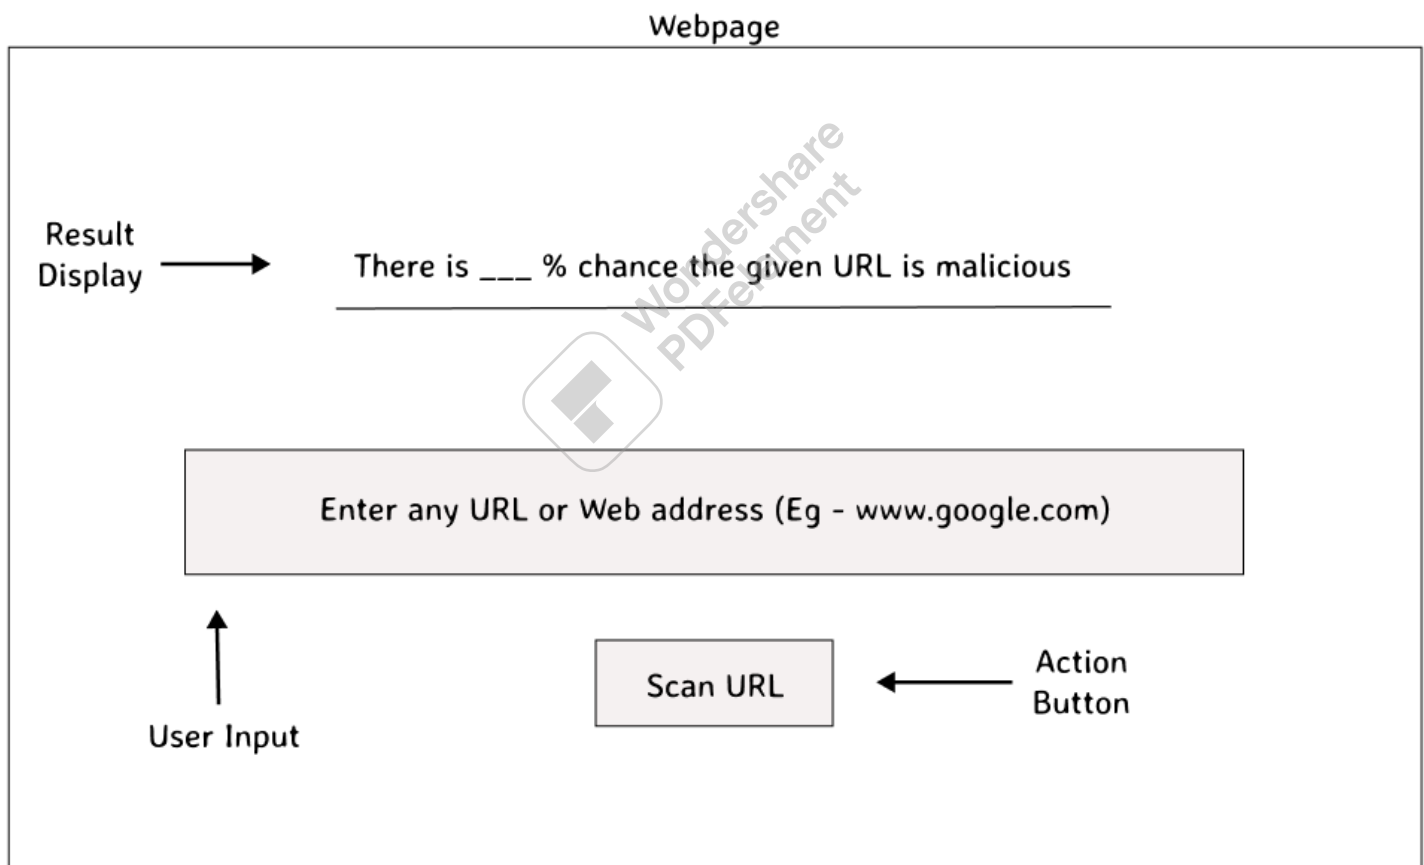 Webpage
Result
Display
There is ___ % chance the given URL is malicious
Wondershare
PDFelement
Enter any URL or Web address (Eg - www.google.com)
Scan URL
Action
Button
User Input